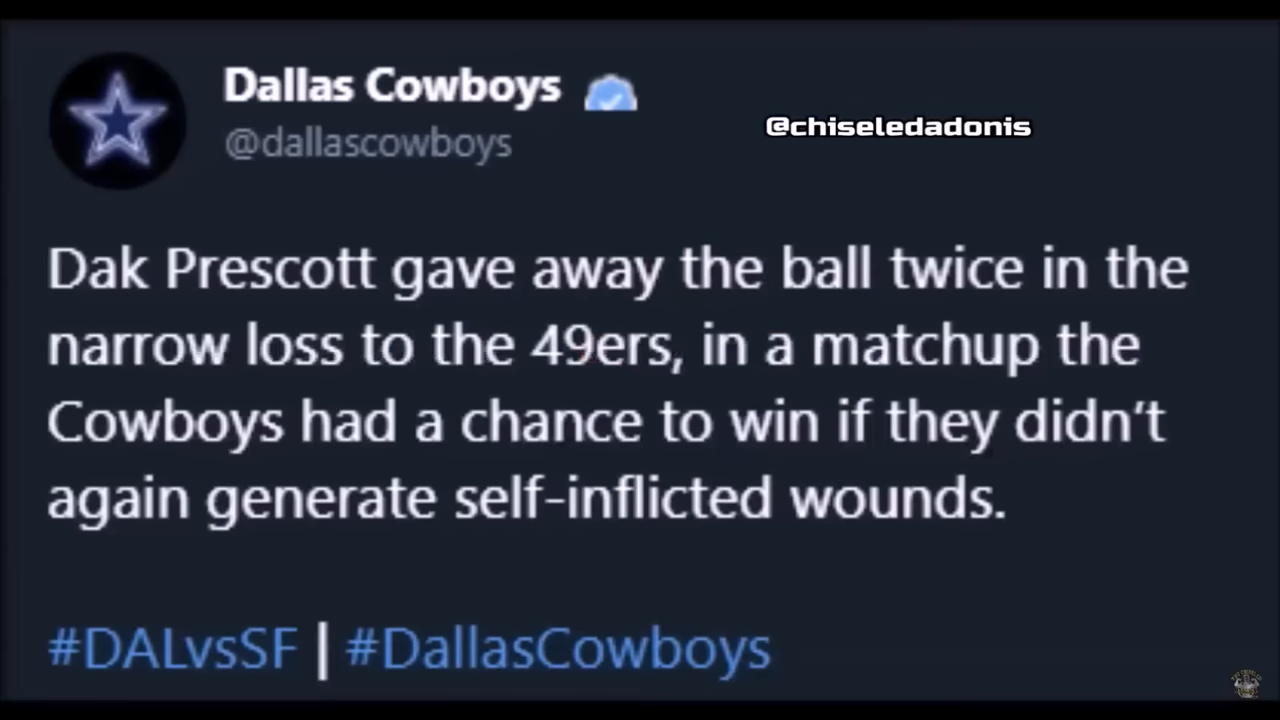 Dallas Cowboys
@dallascowboys
@chiseledadonis
Dak Prescott gave away the ball twice in the
narrow loss to the 49ers, in a matchup the
Cowboys had a chance to win if they didn’t
again generate self-inflicted wounds.
#DALvsSF | #DallasCowboys